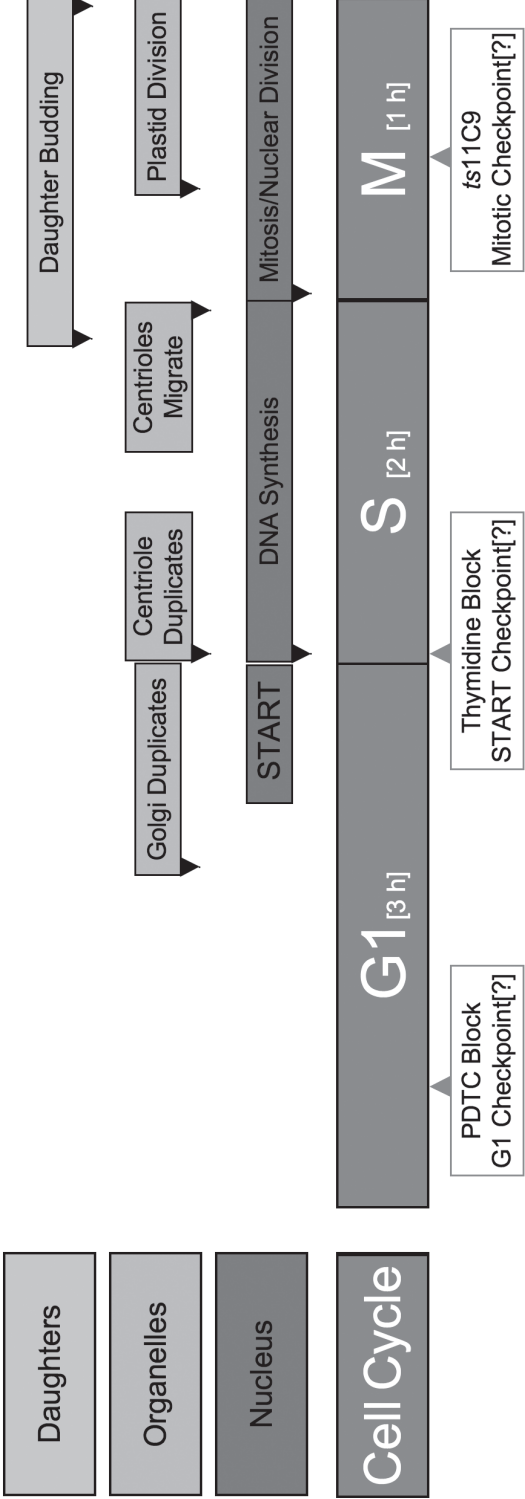 Daughters
Daughter Budding
Organelles
Golgi Duplicates
Centriole
Duplicates
Centrioles
Migrate
Plastid Division
Nucleus
START
DNA Synthesis
Mitosis/Nuclear Division
Cell Cycle
G1 [3 h]
S [2 h]
M [1 h]
PDTC Block
G1 Checkpoint[?]
Thymidine Block
START Checkpoint[?]
ts11C9
Mitotic Checkpoint[?]